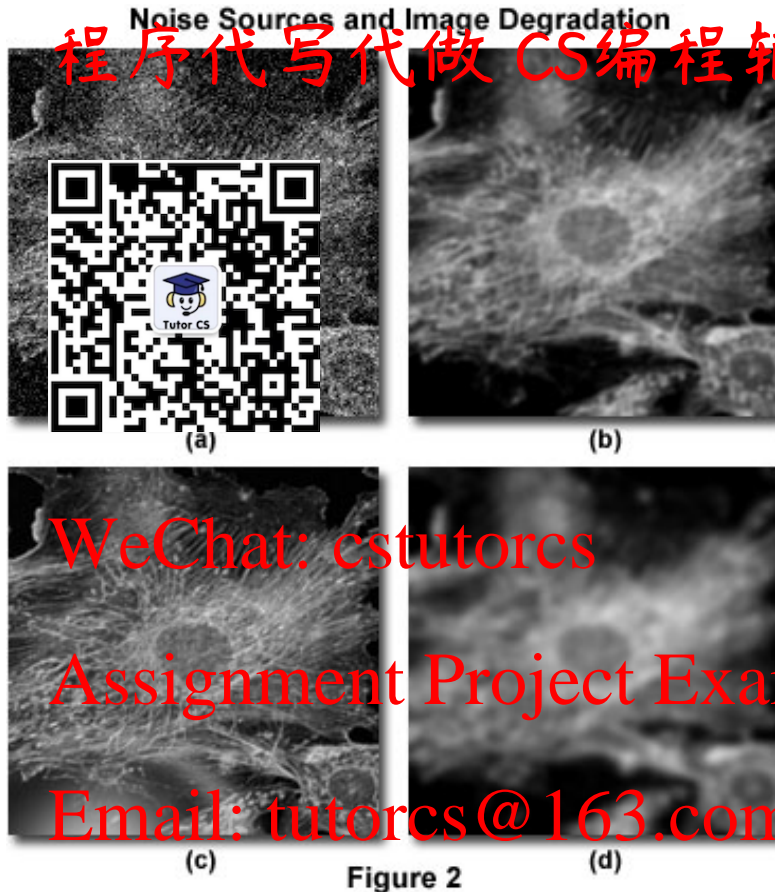 Noise Sources and Image Degradation
程序代写代做 CS编程辅
Tutor CS
(a)
(b)
WeChat: cstutorcs
Assignment Project Exa
Email: tutorcs@163.com
(c)
(d)
Figure 2